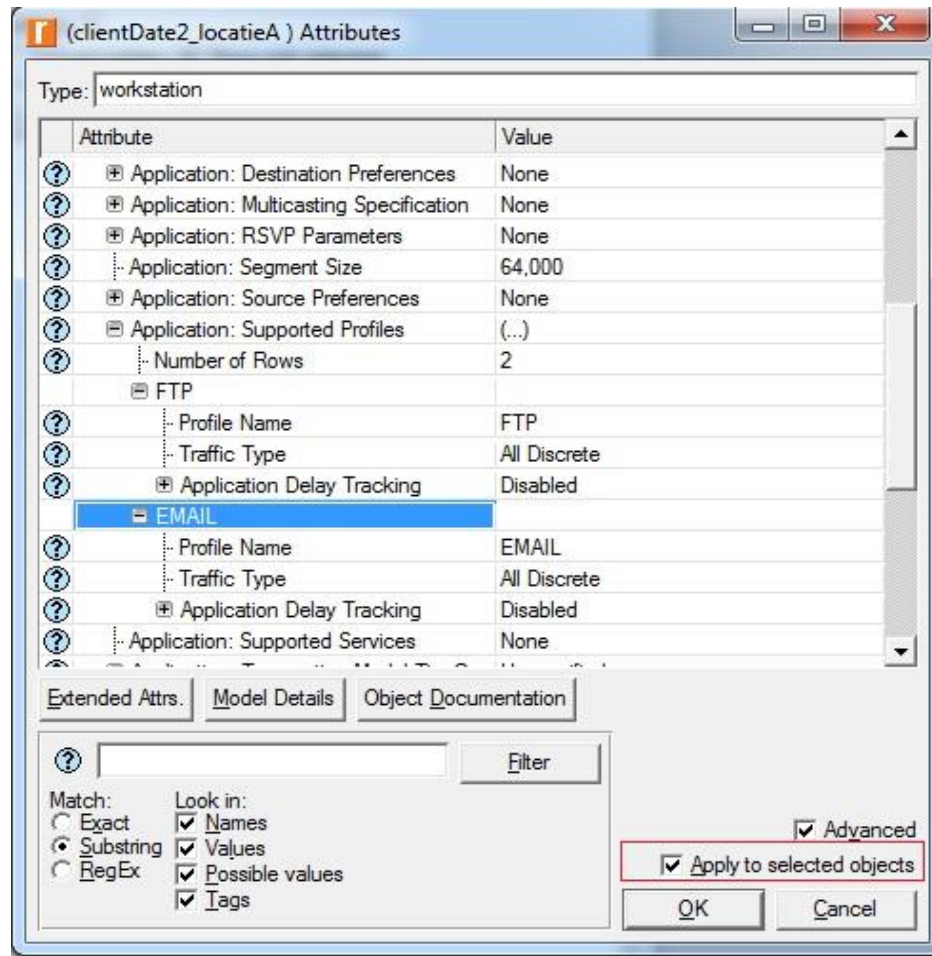 (clientDate2_locatieA ) Attributes
Type: workstation
Attribute Value
Application: Destination Preferences None
Application: Multicasting Specification None
Application: RSVP Parameters None
Application: Segment Size 64,000
Application: Source Preferences None
Application: Supported Profiles (...)
Number of Rows 2
FTP
Profile Name FTP
Traffic Type All Discrete
Application Delay Tracking Disabled
EMAIL
Profile Name EMAIL
Traffic Type All Discrete
Application Delay Tracking Disabled
Application: Supported Services None
Extended Attrs. Model Details Object Documentation
Filter
Match: Look in:
Exact Names
Substring Values
RegEx Possible values
Tags
Advanced
Apply to selected objects
OK Cancel